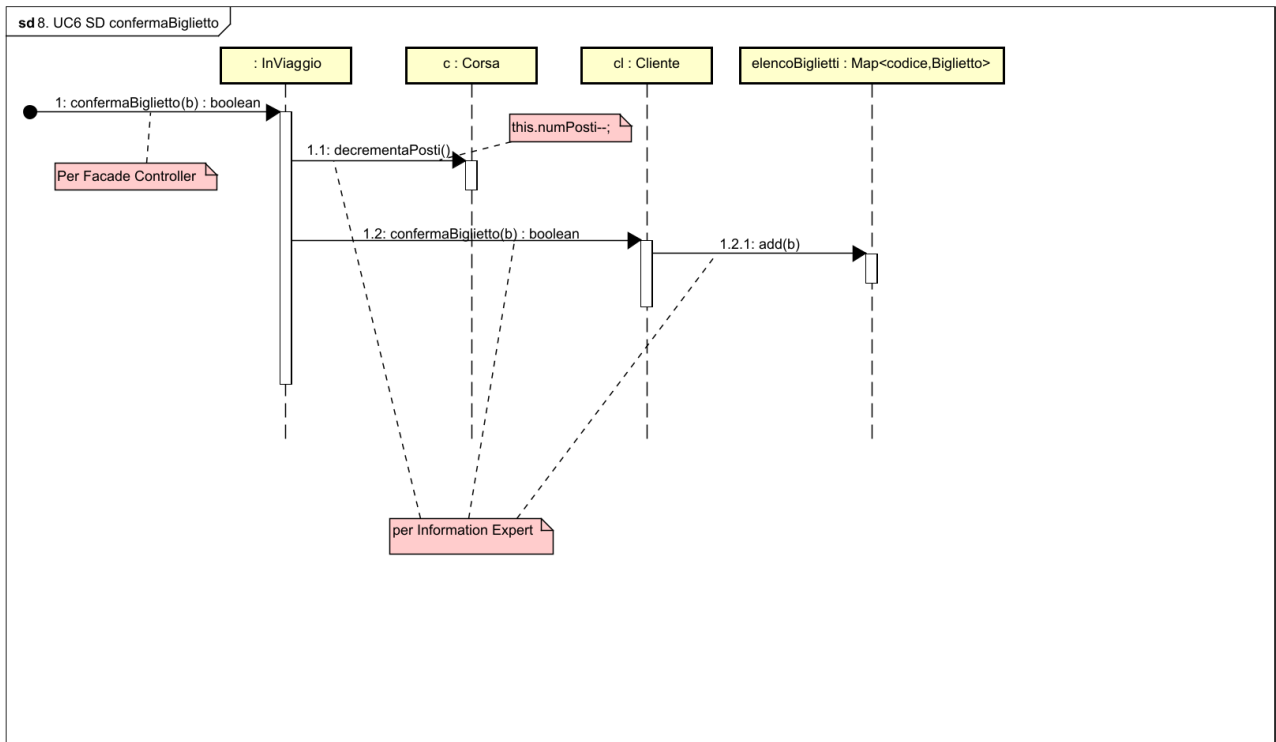 sd 8. UC6 SD confermaBiglietto
: InViaggio
c : Corsa
cl : Cliente
elencoBiglietti : Map<codice,Biglietto>
1: confermaBiglietto(b) : boolean
this.numPosti--;
1.1: decrementaPosti()
Per Facade Controller
1.2: confermaBiglietto(b) : boolean
1.2.1: add(b)
per Information Expert